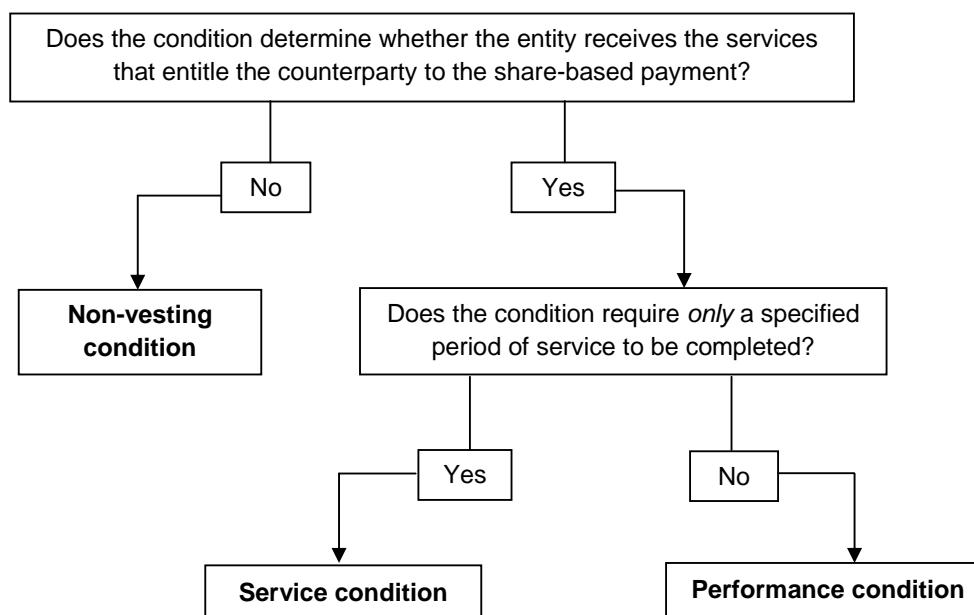 Does the condition determine whether the entity receives the services
that entitle the counterparty to the share-based payment?
No
Yes
Non-vesting
condition
Does the condition require only a specified
period of service to be completed?
Yes
No
Service condition
Performance condition